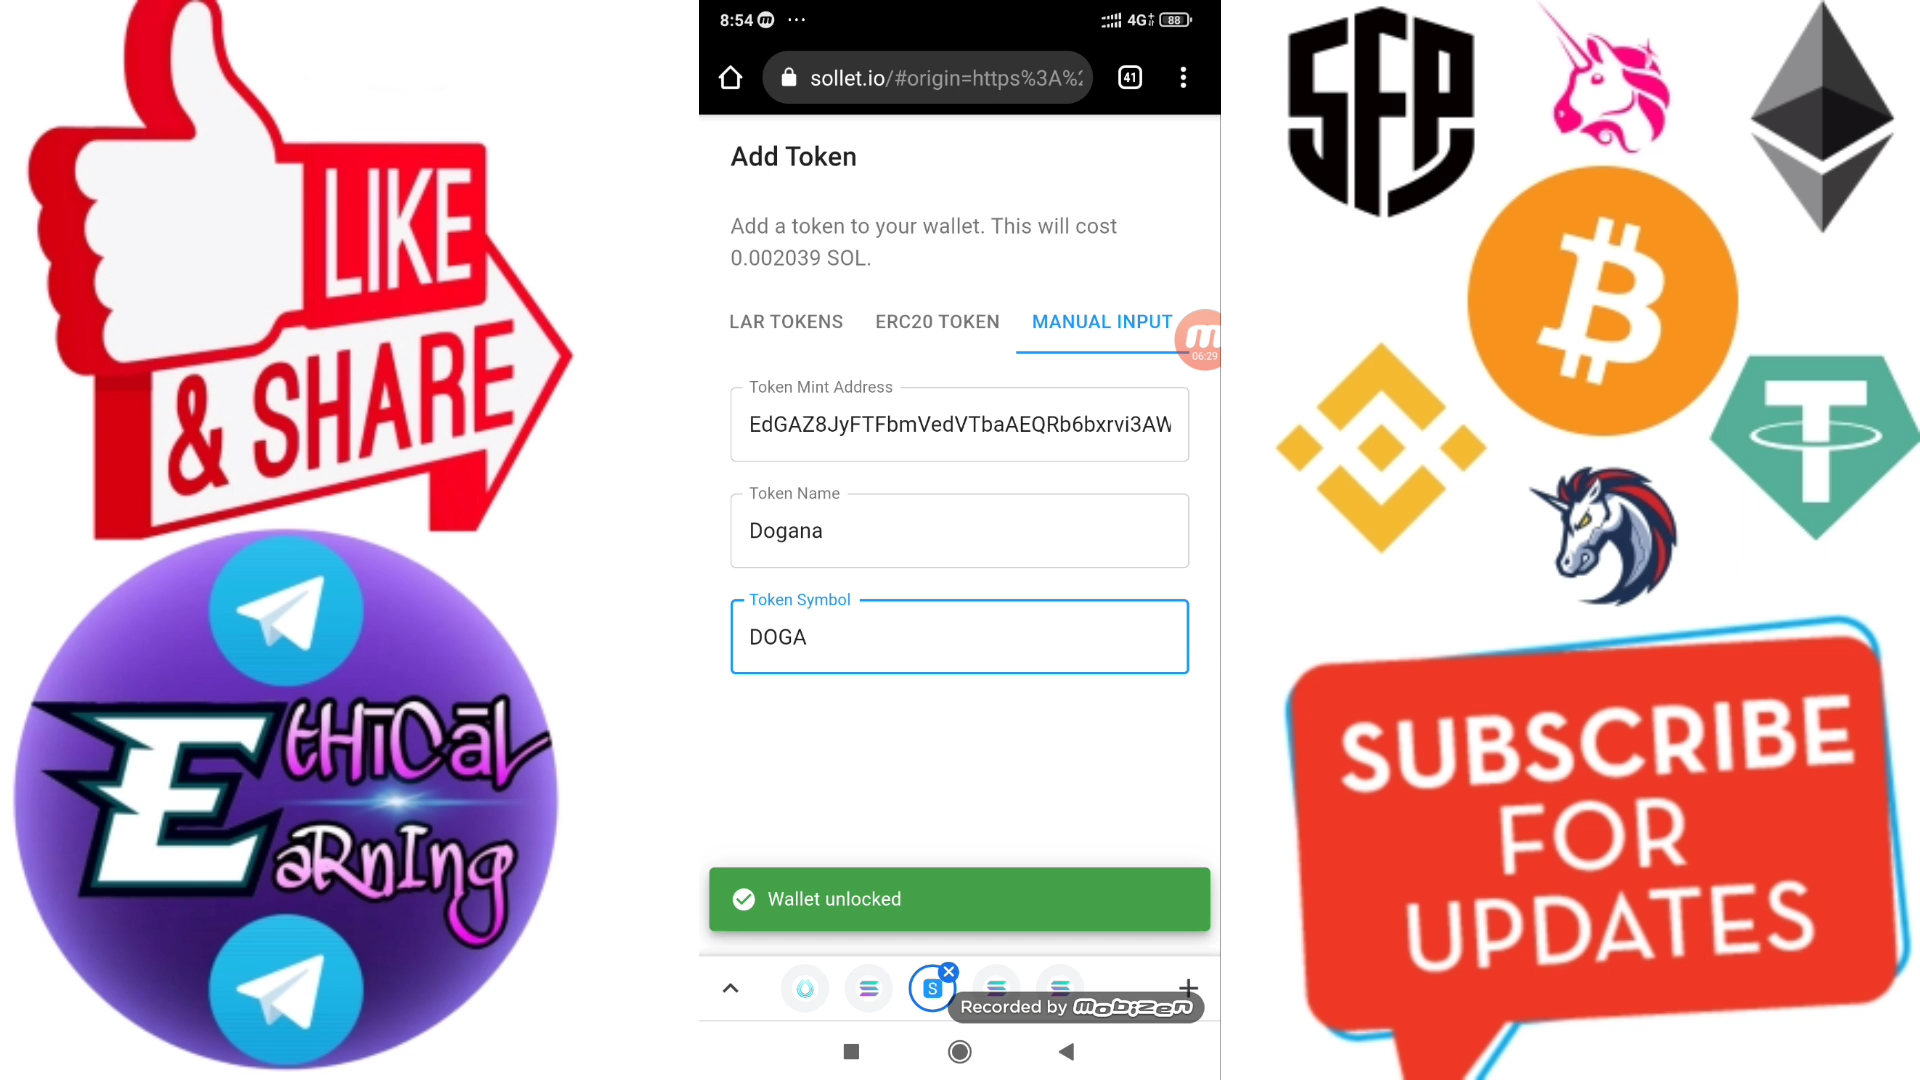 LIKE
& SHARE
EtHiCal
EaRnIng
8:54
4G+
88
sollet.io/#origin=https%3A%2
41
Add Token
Add a token to your wallet. This will cost
0.002039 SOL.
LAR TOKENS
ERC20 TOKEN
MANUAL INPUT
06:29
Token Mint Address
EdGAZ8JyFTFbmVedVTbaAEQRb6bxrvi3AW
Token Name
Dogana
Token Symbol
DOGA
Wallet unlocked
S
Recorded by mobizen
SFP
SUBSCRIBE
FOR
UPDATES